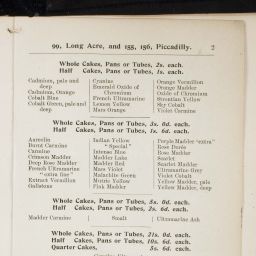 99, Long Acre, and 155, 156, Piccadilly. 2
Whole Cakes, Pans or Tubes, 2s. each.
Half Cakes, Pans or Tubes, 1s. each.
Cadmium, pale and deep
Cadmium, Orange
Cobalt Blue
Cobalt Green, pale and deep
Cyanine
Emerald Oxide of Chromium
French Ultramarine
Lemon Yellow
Mars Orange
Orange Vermilion
Orange Madder
Oxide of Chromium
Strontian Yellow
Sky Cobalt
Violet Carmine
Whole Cakes, Pans or Tubes, 3s. 0d. each.
Half Cakes, Pans or Tubes, 1s. 6d. each.
Aureolin
Burnt Carmine
Carmine
Crimson Madder
Deep Rose Madder
French Ultramarine "extra fine"
Extract Vermilion
Gallstone
Indian Yellow "Special"
Intense Blue
Madder Lake
Madder Red
Mars Violet
Malachite Green
Mutrie Yellow
Pink Madder
Purple Madder "extra"
Rose Dorée
Rose Madder
Scarlet
Scarlet Madder
Ultramarine Grey
Violet Cobalt
Yellow Madder, pale
Yellow Madder, deep
Whole Cakes, Pans or Tubes, 5s. 0d. each.
Half Cakes, Pans or Tubes, 2s. 6d. each.
Madder Carmine | Smalt | Ultramarine Ash
Whole Cakes, Pans or Tubes, 21s. 0d. each.
Half Cakes, Pans or Tubes, 10s. 6d. each.
Quarter Cakes, 5s. 6d. each.